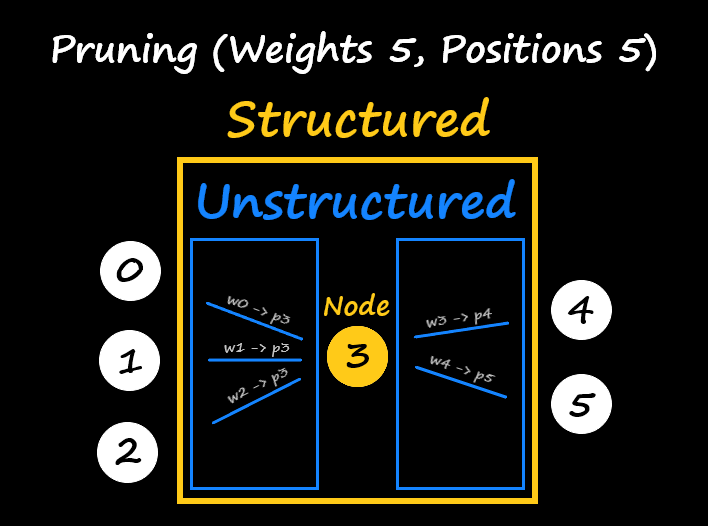 Pruning (Weights 5, Positions 5)
Structured
Unstructured
0
1
2
w0 -> p3
w1 -> p3
w2 -> p3
Node
3
w3 -> p4
w4 -> p5
4
5